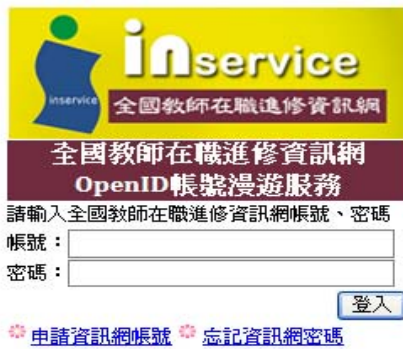 inservice
inservice
全國教師在職進修資訊網
全國教師在職進修資訊網
OpenID帳號漫遊服務
請輸入全國教師在職進修資訊網帳號、密碼
帳號：
密碼：
登入
申請資訊網帳號 忘記資訊網密碼